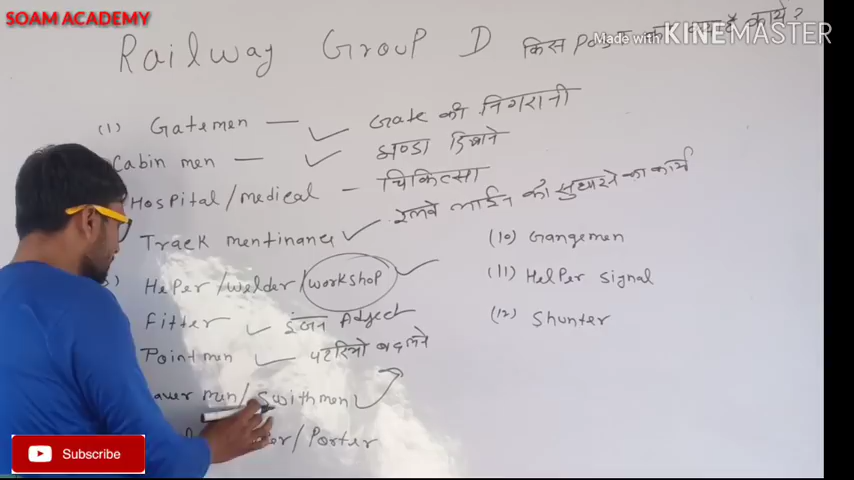 SOAM ACADEMY
Railway Group D किस
Made with KINEMASTER
(1) Gatemen — Gate की निगरानी
Cabin men — झण्डा दिखाने
Hospital/medical — चिकित्सा
Track mentinance रेलवे लाईन को सुधारने का कार्य
HelPer/welder/workshop
Fitter इंजन Adject
Pointmen पटरियो बदलने
men/Swithmen
/Porter
(10) Gangemen
(11) HelPer signal
(12) Shunter
Subscribe